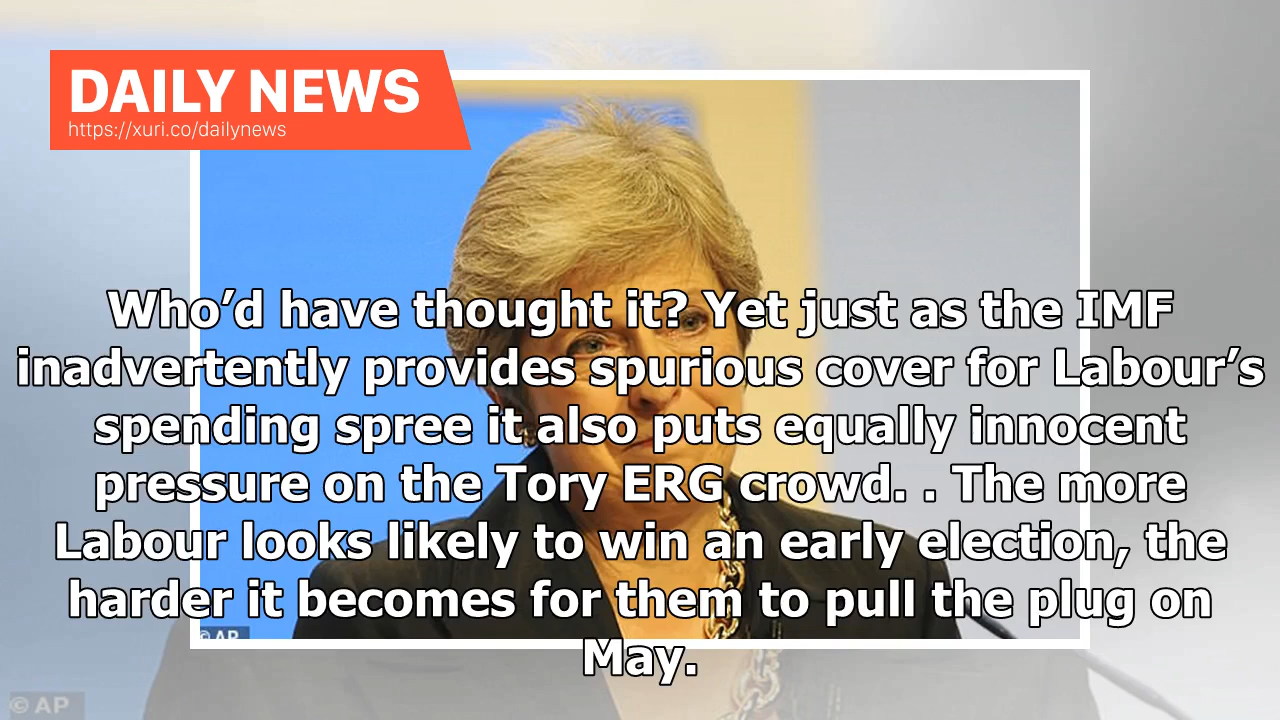 DAILY NEWS
https://xuri.co/dailynews
Who’d have thought it? Yet just as the IMF
inadvertently provides spurious cover for Labour’s
spending spree it also puts equally innocent
pressure on the Tory ERG crowd. . The more
Labour looks likely to win an early election, the
harder it becomes for them to pull the plug on
May.
© AP
© AP